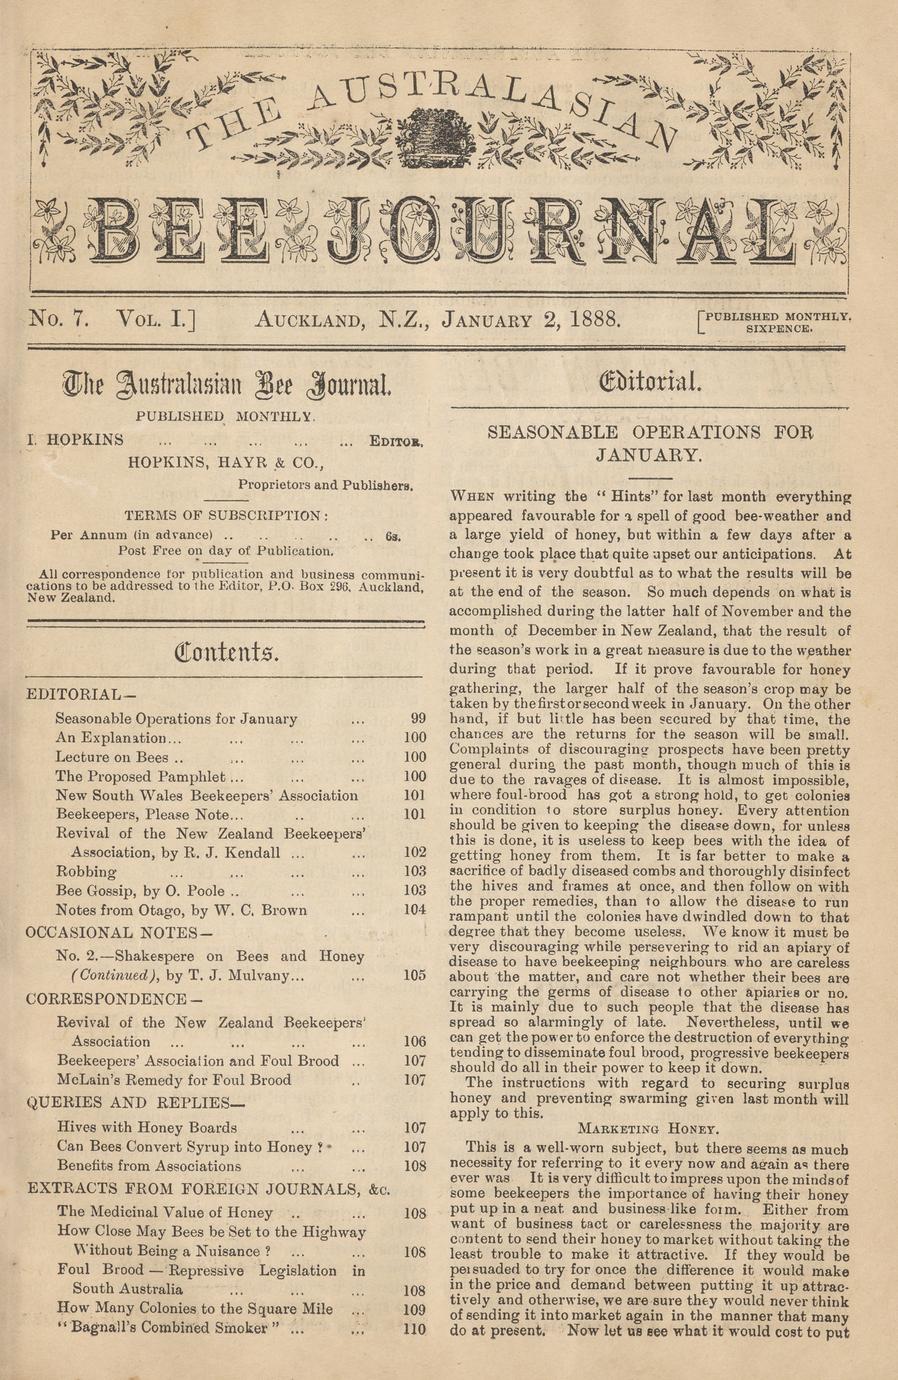 THE AUSTRALASIAN
BEE JOURNAL
No. 7. Vol. I.] Auckland, N.Z., January 2, 1888. [PUBLISHED MONTHLY, SIXPENCE.
The Australasian Bee Journal.
PUBLISHED MONTHLY.
I. HOPKINS ... ... ... ... ... Editor.
HOPKINS, HAYR & CO.,
Proprietors and Publishers.
TERMS OF SUBSCRIPTION:
Per Annum (in advance) .. .. .. .. .. 6s.
Post Free on day of Publication.
All correspondence for publication and business communi-
cations to be addressed to the Editor, P.O. Box 296, Auckland,
New Zealand.
Contents.
EDITORIAL—
Seasonable Operations for January ... 99
An Explanation... ... ... ... 100
Lecture on Bees .. ... ... ... 100
The Proposed Pamphlet ... ... ... 100
New South Wales Beekeepers' Association 101
Beekeepers, Please Note... .. ... 101
Revival of the New Zealand Beekeepers'
Association, by R. J. Kendall ... ... 102
Robbing ... ... ... ... 103
Bee Gossip, by O. Poole .. ... ... 103
Notes from Otago, by W. C. Brown ... 104
OCCASIONAL NOTES—
No. 2.—Shakespere on Bees and Honey
(Continued), by T. J. Mulvany... ... 105
CORRESPONDENCE—
Revival of the New Zealand Beekeepers'
Association ... ... ... ... 106
Beekeepers' Association and Foul Brood ... 107
McLain's Remedy for Foul Brood .. 107
QUERIES AND REPLIES—
Hives with Honey Boards ... ... 107
Can Bees Convert Syrup into Honey ? ... 107
Benefits from Associations ... ... 108
EXTRACTS FROM FOREIGN JOURNALS, &c.
The Medicinal Value of Honey .. ... 108
How Close May Bees be Set to the Highway
Without Being a Nuisance ? ... ... 108
Foul Brood — Repressive Legislation in
South Australia ... ... ... 108
How Many Colonies to the Square Mile ... 109
"Bagnall's Combined Smoker" ... ... 110
Editorial.
SEASONABLE OPERATIONS FOR
JANUARY.
When writing the "Hints" for last month everything
appeared favourable for a spell of good bee-weather and
a large yield of honey, but within a few days after a
change took place that quite upset our anticipations. At
present it is very doubtful as to what the results will be
at the end of the season. So much depends on what is
accomplished during the latter half of November and the
month of December in New Zealand, that the result of
the season's work in a great measure is due to the weather
during that period. If it prove favourable for honey
gathering, the larger half of the season's crop may be
taken by the first or second week in January. On the other
hand, if but little has been secured by that time, the
chances are the returns for the season will be small.
Complaints of discouraging prospects have been pretty
general during the past month, though much of this is
due to the ravages of disease. It is almost impossible,
where foul-brood has got a strong hold, to get colonies
in condition to store surplus honey. Every attention
should be given to keeping the disease down, for unless
this is done, it is useless to keep bees with the idea of
getting honey from them. It is far better to make a
sacrifice of badly diseased combs and thoroughly disinfect
the hives and frames at once, and then follow on with
the proper remedies, than to allow the disease to run
rampant until the colonies have dwindled down to that
degree that they become useless. We know it must be
very discouraging while persevering to rid an apiary of
disease to have beekeeping neighbours who are careless
about the matter, and care not whether their bees are
carrying the germs of disease to other apiaries or no.
It is mainly due to such people that the disease has
spread so alarmingly of late. Nevertheless, until we
can get the power to enforce the destruction of everything
tending to disseminate foul brood, progressive beekeepers
should do all in their power to keep it down.
The instructions with regard to securing surplus
honey and preventing swarming given last month will
apply to this.
Marketing Honey.
This is a well-worn subject, but there seems as much
necessity for referring to it every now and again as there
ever was It is very difficult to impress upon the minds of
some beekeepers the importance of having their honey
put up in a neat and business-like form. Either from
want of business tact or carelessness the majority are
content to send their honey to market without taking the
least trouble to make it attractive. If they would be
persuaded to try for once the difference it would make
in the price and demand between putting it up attrac-
tively and otherwise, we are sure they would never think
of sending it into market again in the manner that many
do at present. Now let us see what it would cost to put